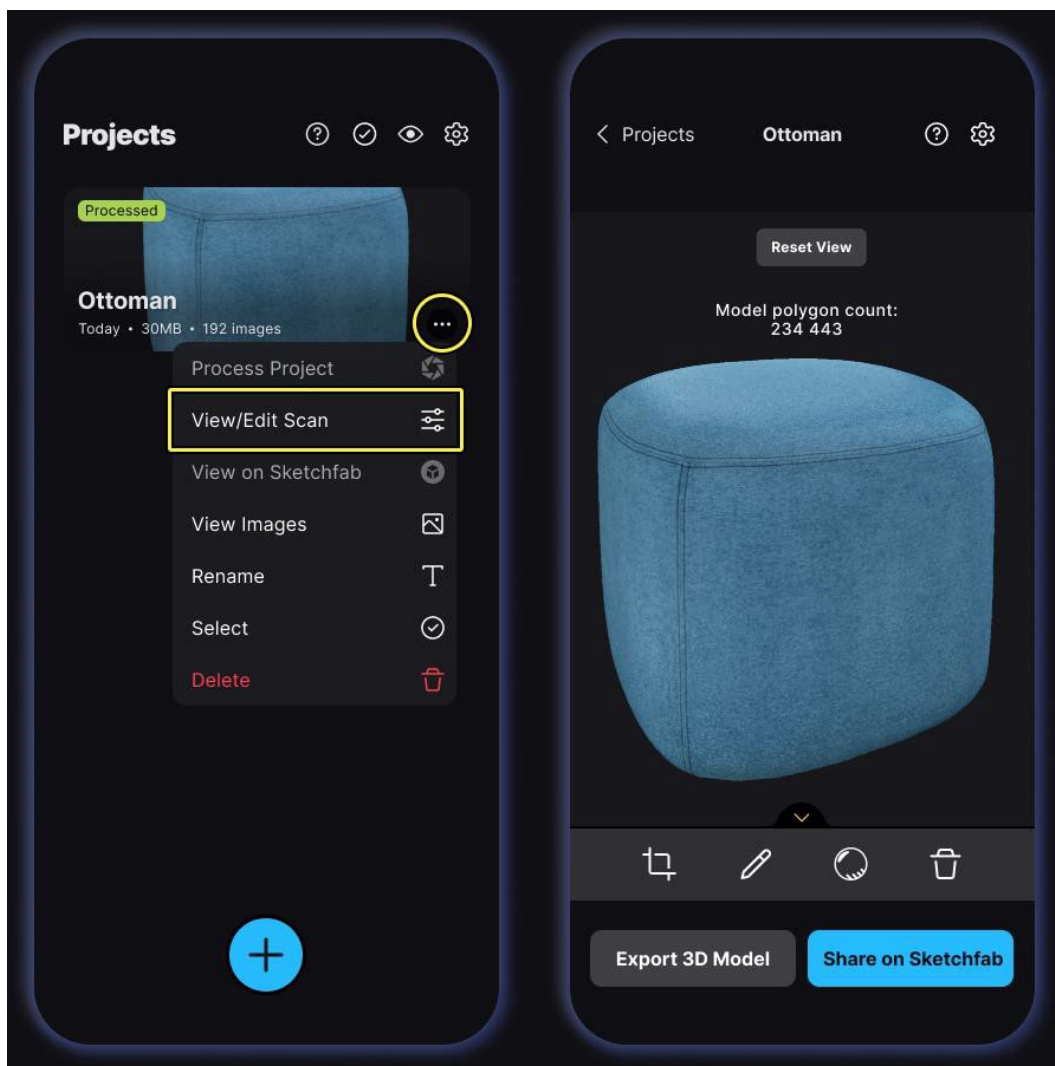 Projects
Processed
Ottoman
Today • 30MB • 192 images
Process Project
View/Edit Scan
View on Sketchfab
View Images
Rename
Select
Delete
Projects
Ottoman
Reset View
Model polygon count:
234 443
Export 3D Model
Share on Sketchfab